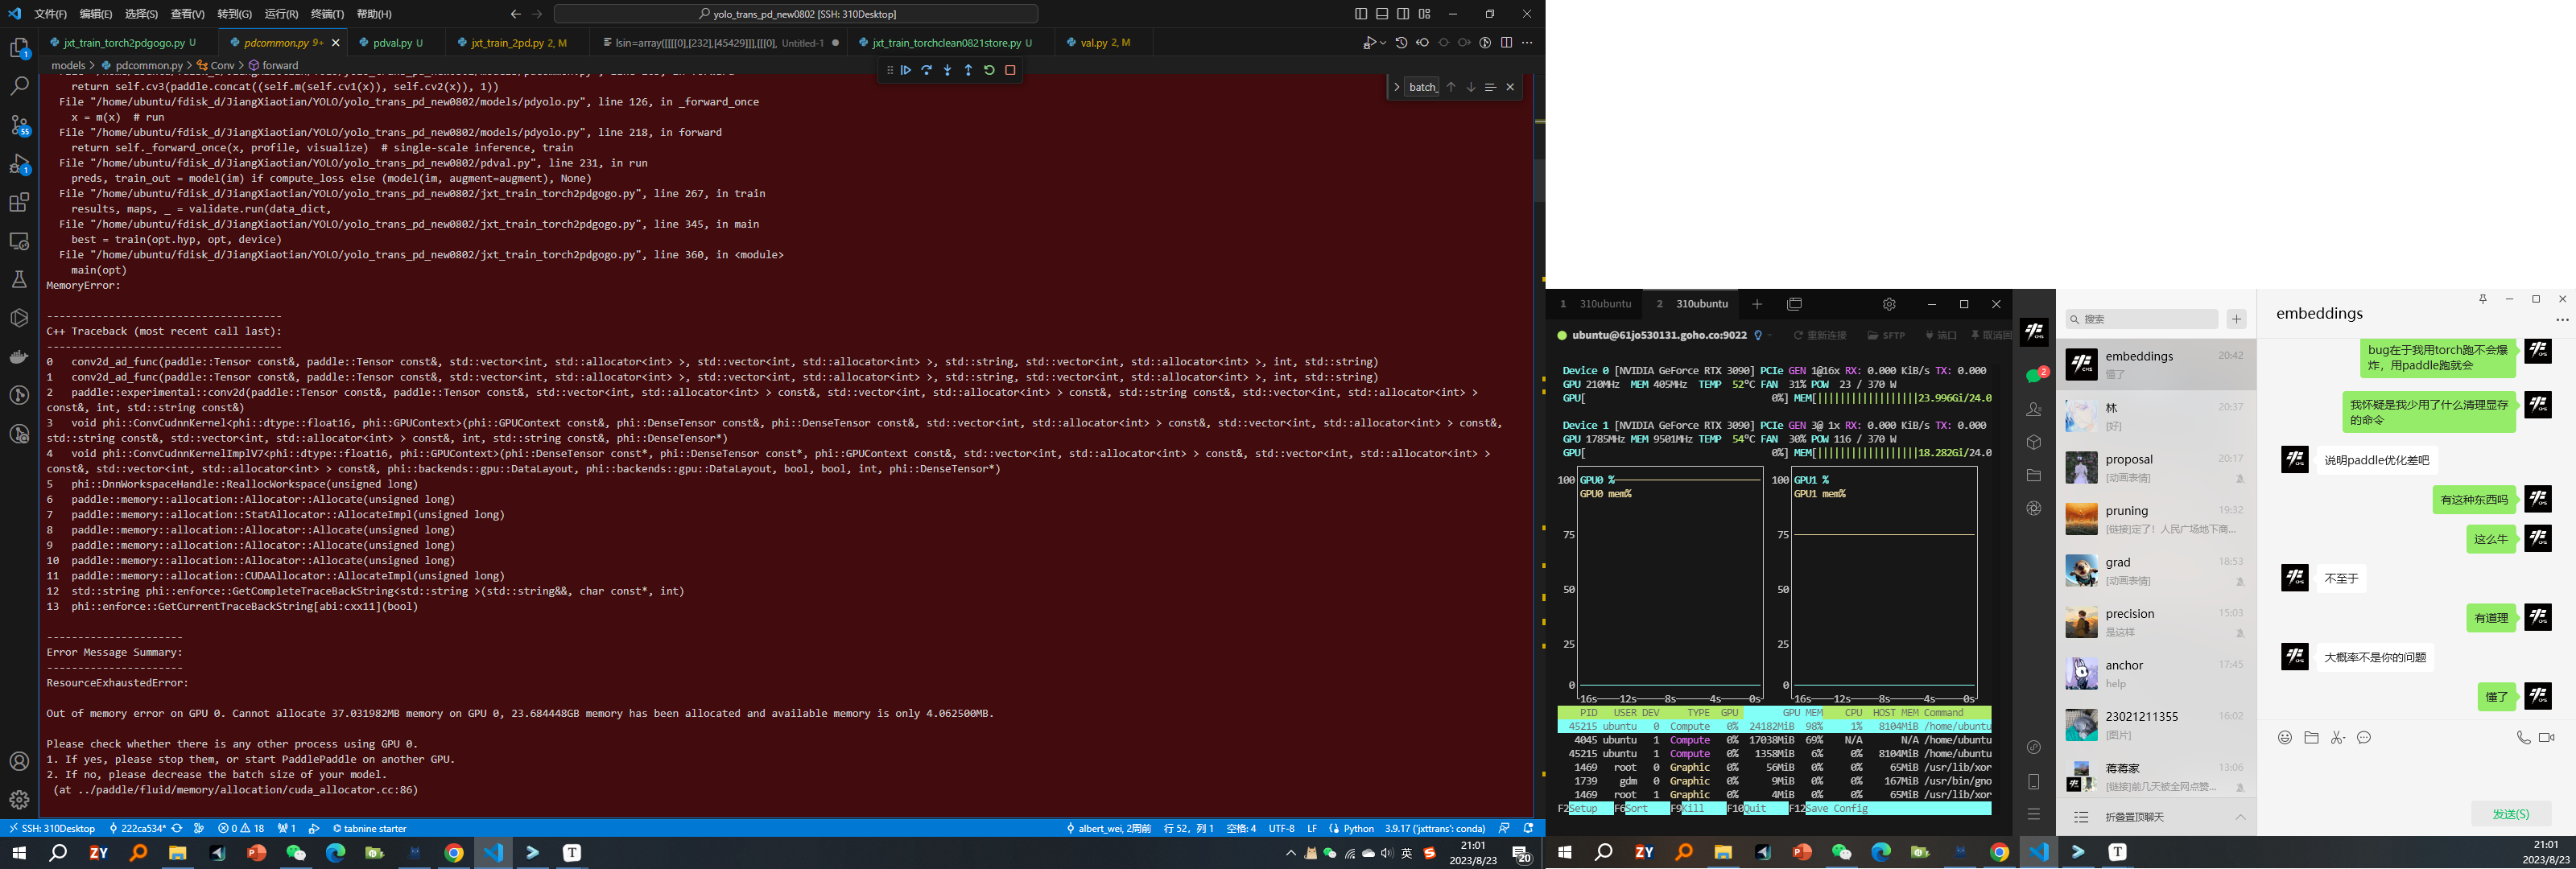 文件(F) 编辑(E) 选择(S) 查看(V) 转到(G) 运行(R) 终端(T) 帮助(H)
yolo_trans_pd_new0802 [SSH: 310Desktop]
jxt_train_torch2pdgogo.py U
pdcommon.py 9+
pdval.py U
jxt_train_2pd.py 2, M
lsin=array([[[[0],[232],[45429]]],[[[0], Untitled-1
jxt_train_torchclean0821store.py U
val.py 2, M
models > pdcommon.py > Conv > forward
batch_
return self.cv3(paddle.concat((self.m(self.cv1(x)), self.cv2(x)), 1))
File "/home/ubuntu/fdisk_d/JiangXiaotian/YOLO/yolo_trans_pd_new0802/models/pdyolo.py", line 126, in _forward_once
x = m(x)  # run
File "/home/ubuntu/fdisk_d/JiangXiaotian/YOLO/yolo_trans_pd_new0802/models/pdyolo.py", line 218, in forward
return self._forward_once(x, profile, visualize)  # single-scale inference, train
File "/home/ubuntu/fdisk_d/JiangXiaotian/YOLO/yolo_trans_pd_new0802/pdval.py", line 231, in run
preds, train_out = model(im) if compute_loss else (model(im, augment=augment), None)
File "/home/ubuntu/fdisk_d/JiangXiaotian/YOLO/yolo_trans_pd_new0802/jxt_train_torch2pdgogo.py", line 267, in train
results, maps, _ = validate.run(data_dict,
File "/home/ubuntu/fdisk_d/JiangXiaotian/YOLO/yolo_trans_pd_new0802/jxt_train_torch2pdgogo.py", line 345, in main
best = train(opt.hyp, opt, device)
File "/home/ubuntu/fdisk_d/JiangXiaotian/YOLO/yolo_trans_pd_new0802/jxt_train_torch2pdgogo.py", line 360, in <module>
main(opt)
MemoryError:
--------------------------------------
C++ Traceback (most recent call last):
--------------------------------------
0   conv2d_ad_func(paddle::Tensor const&, paddle::Tensor const&, std::vector<int, std::allocator<int> >, std::vector<int, std::allocator<int> >, std::string, std::vector<int, std::allocator<int> >, int, std::string)
1   conv2d_ad_func(paddle::Tensor const&, paddle::Tensor const&, std::vector<int, std::allocator<int> >, std::vector<int, std::allocator<int> >, std::string, std::vector<int, std::allocator<int> >, int, std::string)
2   paddle::experimental::conv2d(paddle::Tensor const&, paddle::Tensor const&, std::vector<int, std::allocator<int> > const&, std::vector<int, std::allocator<int> > const&, std::string const&, std::vector<int, std::allocator<int> >
const&, int, std::string const&)
3   void phi::ConvCudnnKernel<phi::dtype::float16, phi::GPUContext>(phi::GPUContext const&, phi::DenseTensor const&, phi::DenseTensor const&, std::vector<int, std::allocator<int> > const&, std::vector<int, std::allocator<int> > const&,
std::string const&, std::vector<int, std::allocator<int> > const&, int, std::string const&, phi::DenseTensor*)
4   void phi::ConvCudnnKernelImplV7<phi::dtype::float16, phi::GPUContext>(phi::DenseTensor const*, phi::DenseTensor const*, phi::GPUContext const&, std::vector<int, std::allocator<int> > const&, std::vector<int, std::allocator<int> >
const&, std::vector<int, std::allocator<int> > const&, phi::backends::gpu::DataLayout, phi::backends::gpu::DataLayout, bool, bool, int, phi::DenseTensor*)
5   phi::DnnWorkspaceHandle::ReallocWorkspace(unsigned long)
6   paddle::memory::allocation::Allocator::Allocate(unsigned long)
7   paddle::memory::allocation::StatAllocator::AllocateImpl(unsigned long)
8   paddle::memory::allocation::Allocator::Allocate(unsigned long)
9   paddle::memory::allocation::Allocator::Allocate(unsigned long)
10  paddle::memory::allocation::Allocator::Allocate(unsigned long)
11  paddle::memory::allocation::CUDAAllocator::AllocateImpl(unsigned long)
12  std::string phi::enforce::GetCompleteTraceBackString<std::string >(std::string&&, char const*, int)
13  phi::enforce::GetCurrentTraceBackString[abi:cxx11](bool)
----------------------
Error Message Summary:
----------------------
ResourceExhaustedError:
Out of memory error on GPU 0. Cannot allocate 37.031982MB memory on GPU 0, 23.684448GB memory has been allocated and available memory is only 4.062500MB.
Please check whether there is any other process using GPU 0.
1. If yes, please stop them, or start PaddlePaddle on another GPU.
2. If no, please decrease the batch size of your model.
(at ../paddle/fluid/memory/allocation/cuda_allocator.cc:86)
SSH: 310Desktop 222ca534* 0 18 1 tabnine starter
albert_wei, 2周前 行 52, 列 1 空格: 4 UTF-8 LF Python 3.9.17 ('jxttrans': conda)
英 21:01 2023/8/23 20
1 310ubuntu 2 310ubuntu
ubuntu@61jo530131.goho.co:9022 重新连接 SFTP 端口 取消回
Device 0 [NVIDIA GeForce RTX 3090] PCIe GEN 1@16x RX: 0.000 KiB/s TX: 0.000
GPU 210MHz MEM 405MHz TEMP 52°C FAN 31% POW 23 / 370 W
GPU[ 0%] MEM[|||||||||||||||||||23.996Gi/24.0
Device 1 [NVIDIA GeForce RTX 3090] PCIe GEN 3@ 1x RX: 0.000 KiB/s TX: 0.000
GPU 1785MHz MEM 9501MHz TEMP 54°C FAN 30% POW 116 / 370 W
GPU[ 0%] MEM[|||||||||||||||||||18.282Gi/24.0
100 GPU0 % 100 GPU1 %
GPU0 mem% GPU1 mem%
75 75
50 50
25 25
0 0
16s 12s 8s 4s 0s 16s 12s 8s 4s 0s
PID USER DEV TYPE GPU GPU MEM CPU HOST MEM Command
45215 ubuntu 0 Compute 0% 24182MiB 98% 1% 8104MiB /home/ubuntu
4045 ubuntu 1 Compute 0% 17038MiB 69% N/A N/A /home/ubuntu
45215 ubuntu 1 Compute 0% 1358MiB 6% 0% 8104MiB /home/ubuntu
1469 root 0 Graphic 0% 56MiB 0% 0% 65MiB /usr/lib/xor
1739 gdm 0 Graphic 0% 9MiB 0% 0% 167MiB /usr/bin/gno
1469 root 1 Graphic 0% 4MiB 0% 0% 65MiB /usr/lib/xor
F2Setup F6Sort F9Kill F10Quit F12Save Config
2
搜索
embeddings 20:42
懂了
林 20:37
[好]
proposal 20:17
[动画表情]
pruning 19:32
[链接]定了！人民广场地下商...
grad 18:53
[动画表情]
precision 15:03
是这样
anchor 17:45
help
23021211355 16:02
[图片]
蒋蒋家 13:06
[链接]前几天被全网点赞...
折叠置顶聊天
embeddings
bug在于我用torch跑不会爆
炸，用paddle跑就会
我怀疑是我少用了什么清理显存
的命令
说明paddle优化差吧
有这种东西吗
这么牛
不至于
有道理
大概率不是你的问题
懂了
发送(S)
21:01
2023/8/23